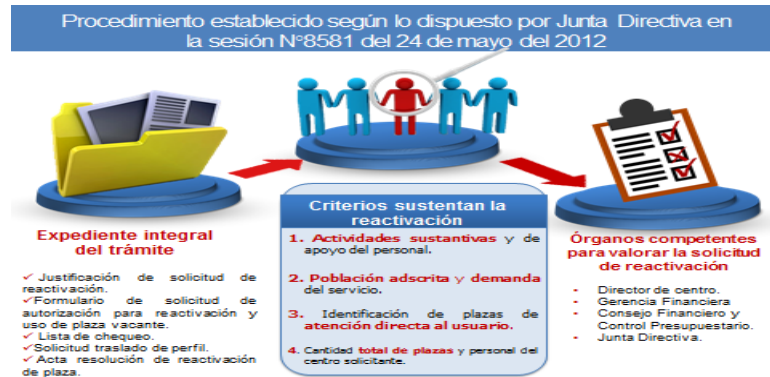 Procedimiento establecido según lo dispuesto por Junta Directiva en
la sesión N°8581 del 24 de mayo del 2012
Expediente integral
del trámite
✓ Justificación de solicitud de
reactivación.
✓Formulario de solicitud de
autorización para reactivación y
uso de plaza vacante.
✓ Lista de chequeo.
✓Solicitud traslado de perfil.
✓ Acta resolución de reactivación
de plaza.
Criterios sustentan la
reactivación
1. Actividades sustantivas y de
apoyo del personal.
2. Población adscrita y demanda
del servicio.
3. Identificación de plazas de
atención directa al usuario.
4. Cantidad total de plazas y personal del
centro solicitante.
Órganos competentes
para valorar la solicitud
de reactivación
- Director de centro.
- Gerencia Financiera
- Consejo Financiero y
Control Presupuestario.
- Junta Directiva.